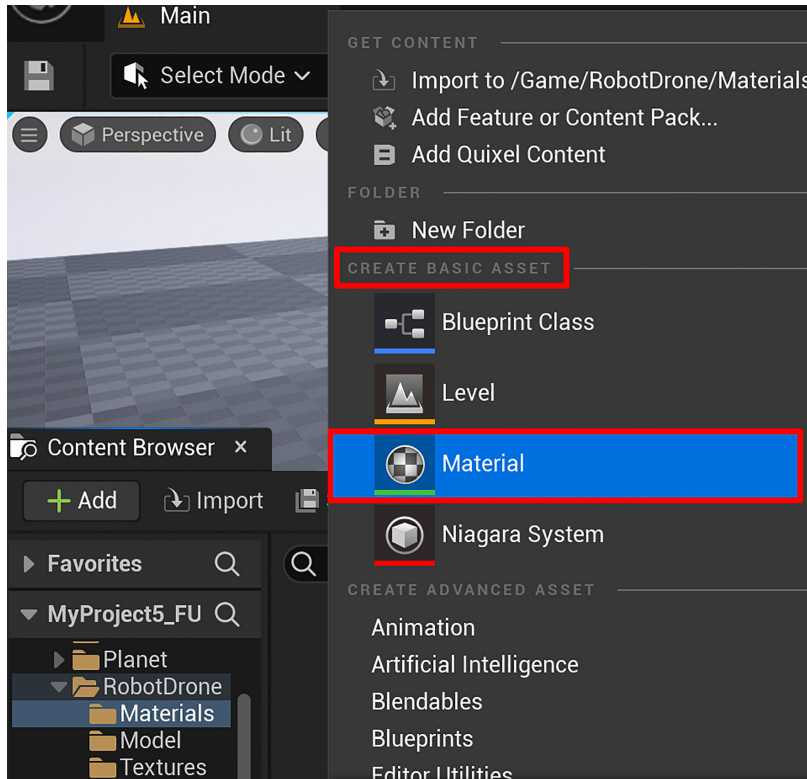 Main
Select Mode
Perspective
Lit
GET CONTENT
Import to /Game/RobotDrone/Materials
Add Feature or Content Pack...
Add Quixel Content
FOLDER
New Folder
CREATE BASIC ASSET
Blueprint Class
Level
Material
Niagara System
CREATE ADVANCED ASSET
Animation
Artificial Intelligence
Blendables
Blueprints
Editor Utilities
Content Browser
Add
Import
Favorites
MyProject5_FU
Planet
RobotDrone
Materials
Model
Textures